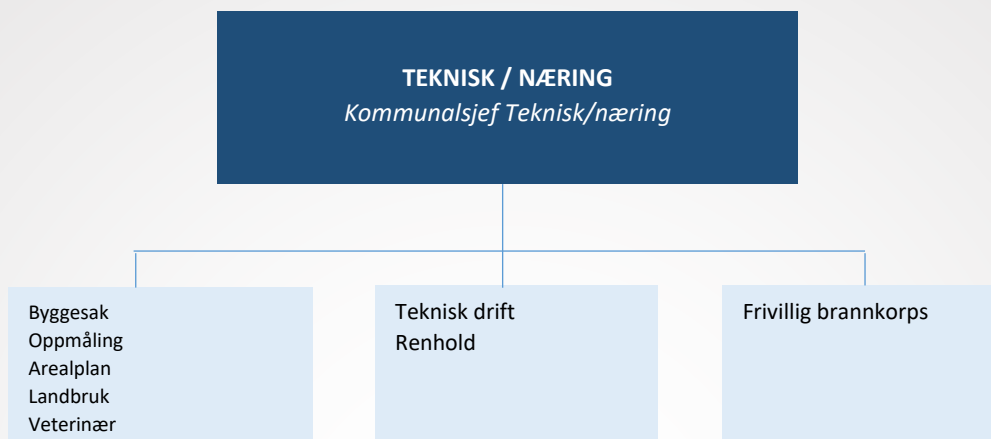 TEKNISK / NÆRING
Kommunalsjef Teknisk/næring
Byggesak
Oppmåling
Arealplan
Landbruk
Veterinær
Teknisk drift
Renhold
Frivillig brannkorps